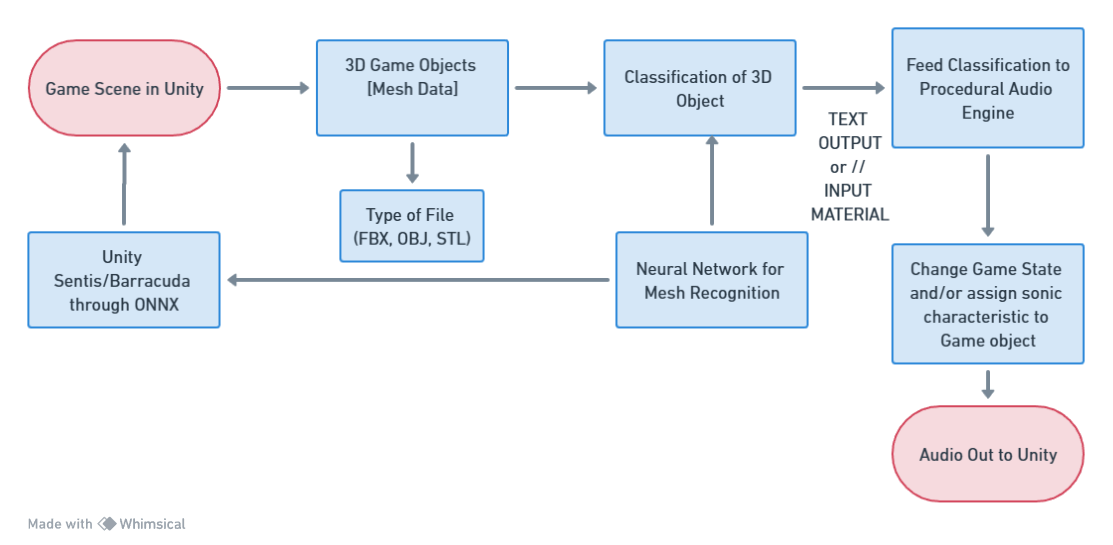 Game Scene in Unity
3D Game Objects
[Mesh Data]
Classification of 3D
Object
TEXT
OUTPUT
or //
INPUT
MATERIAL
Feed Classification to
Procedural Audio
Engine
Type of File
(FBX, OBJ, STL)
Unity
Sentis/Barracuda
through ONNX
Neural Network for
Mesh Recognition
Change Game State
and/or assign sonic
characteristic to
Game object
Audio Out to Unity
Made with Whimsical